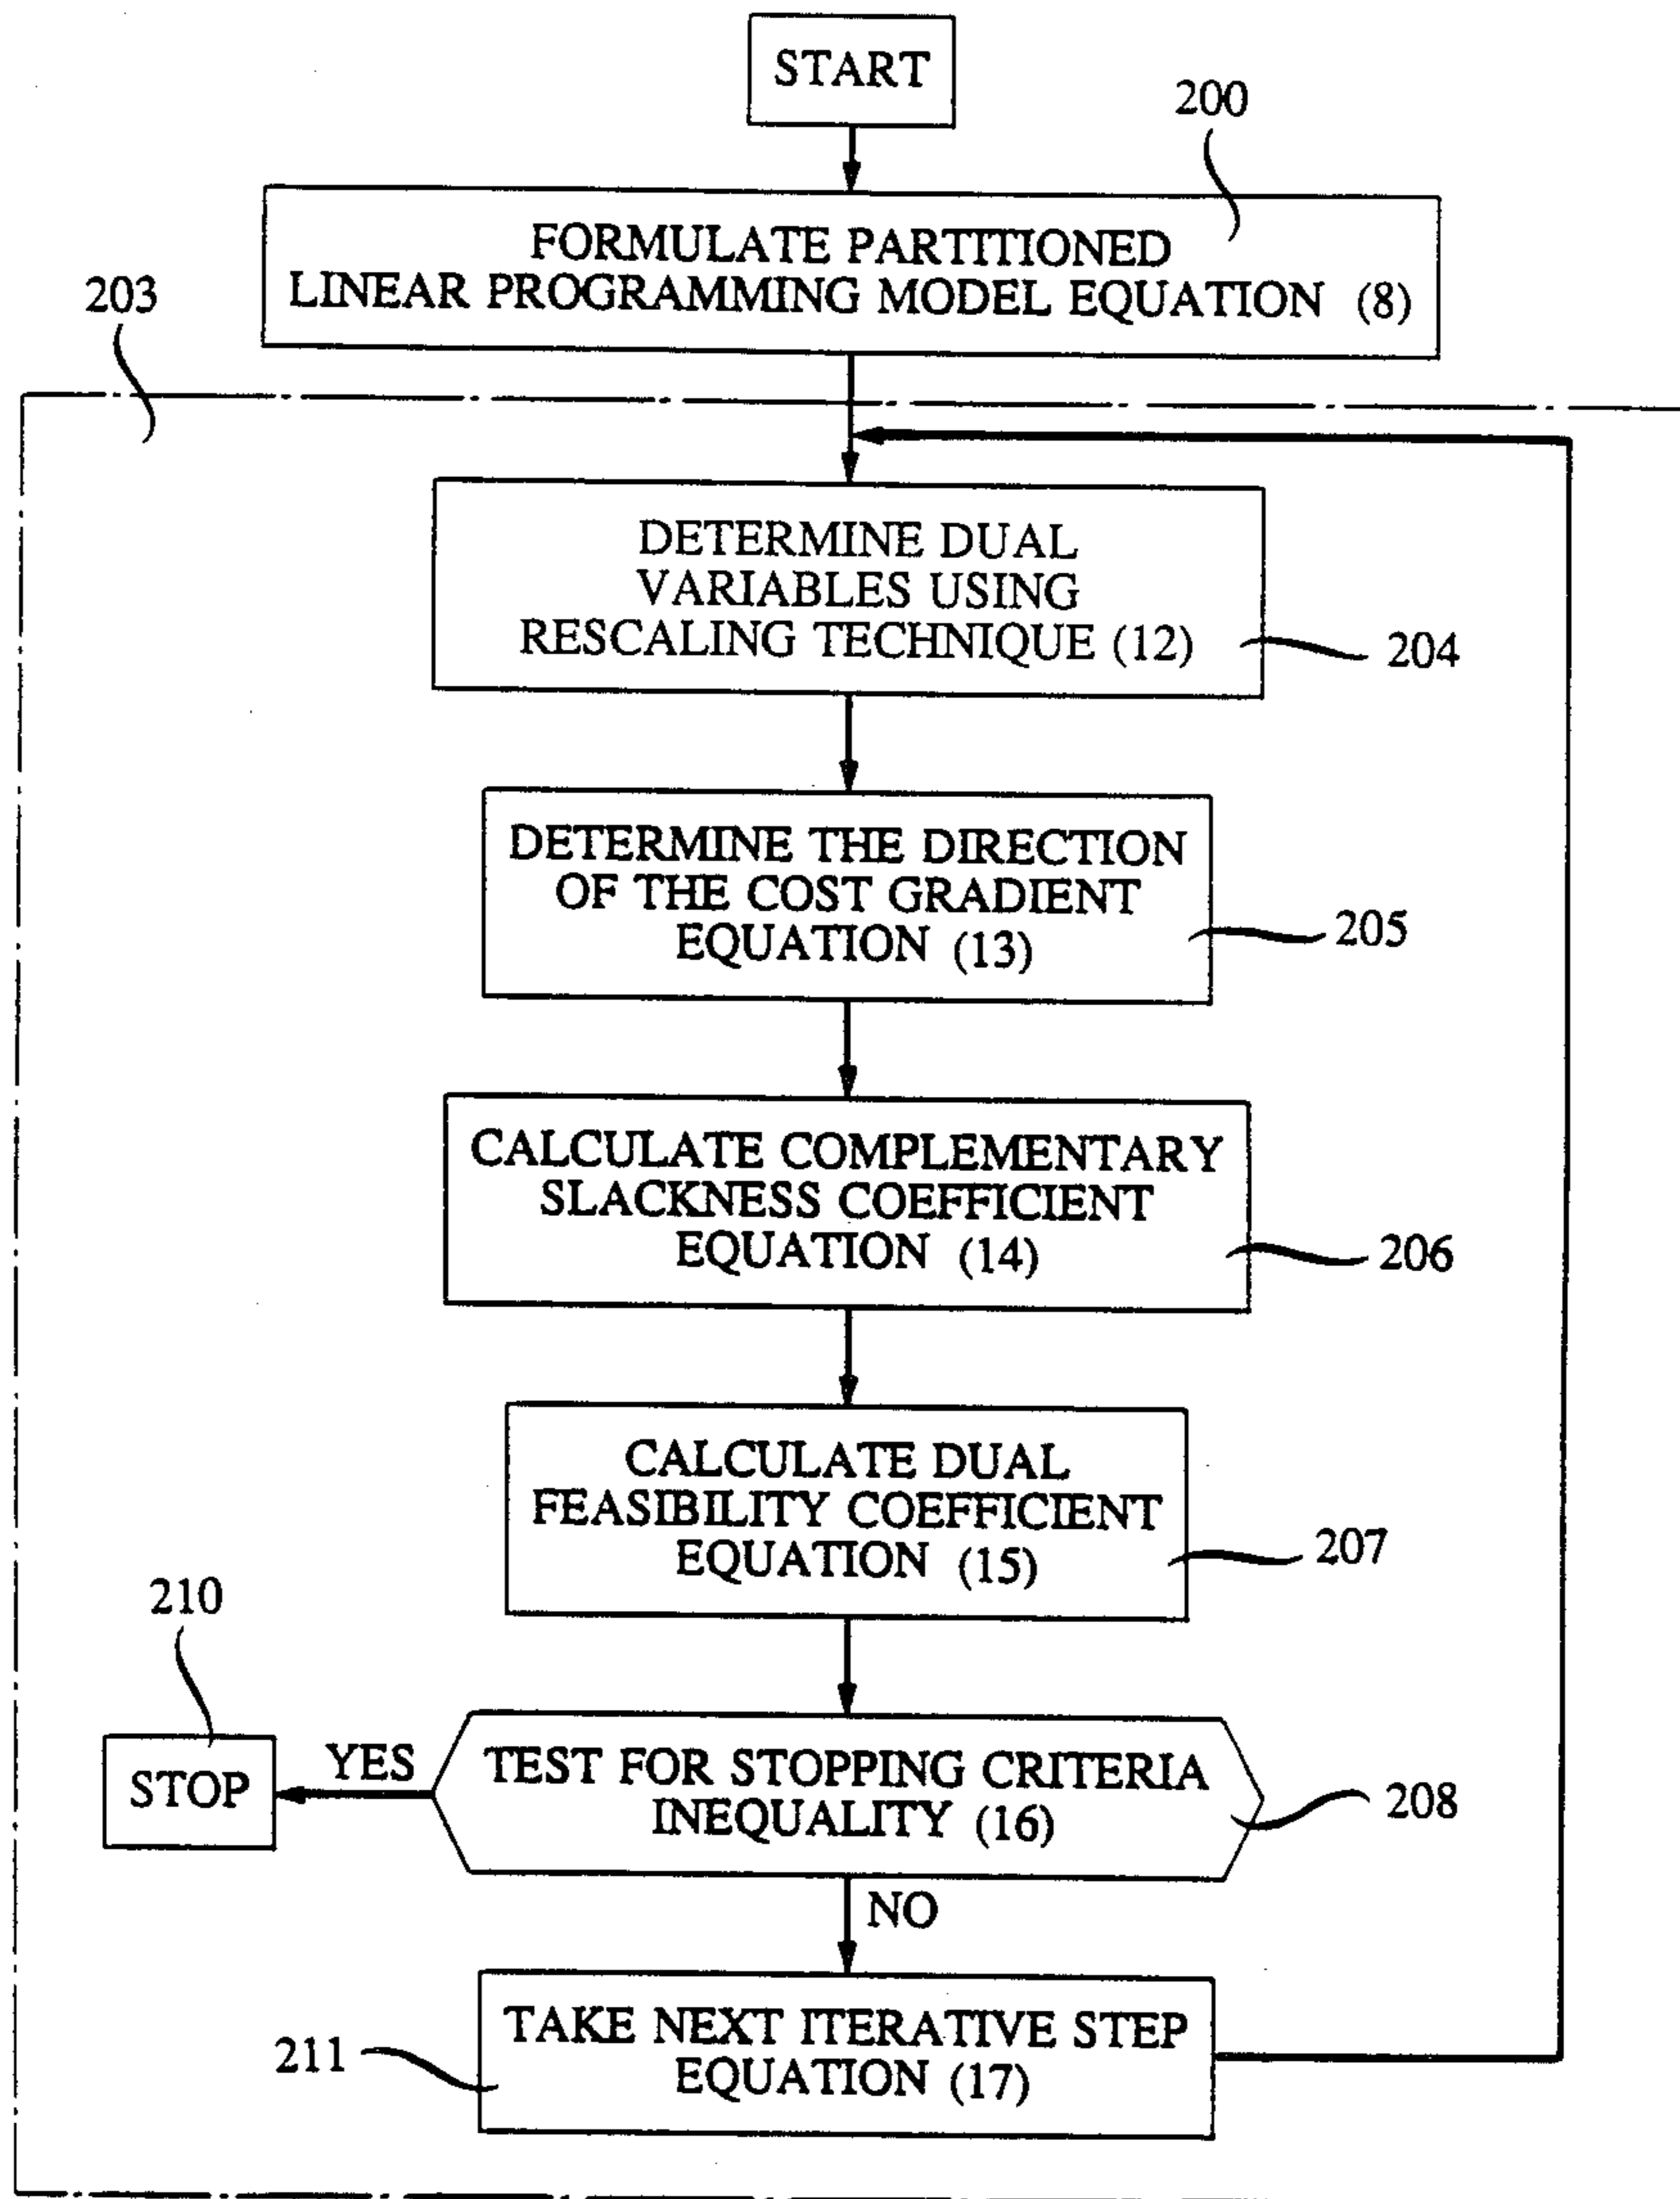 START
200
FORMULATE PARTITIONED
LINEAR PROGRAMMING MODEL EQUATION (8)
203
DETERMINE DUAL
VARIABLES USING
RESCALING TECHNIQUE (12)
204
DETERMINE THE DIRECTION
OF THE COST GRADIENT
EQUATION (13)
205
CALCULATE COMPLEMENTARY
SLACKNESS COEFFICIENT
EQUATION (14)
206
CALCULATE DUAL
FEASIBILITY COEFFICIENT
EQUATION (15)
207
210
STOP
YES
TEST FOR STOPPING CRITERIA
INEQUALITY (16)
208
NO
TAKE NEXT ITERATIVE STEP
EQUATION (17)
211